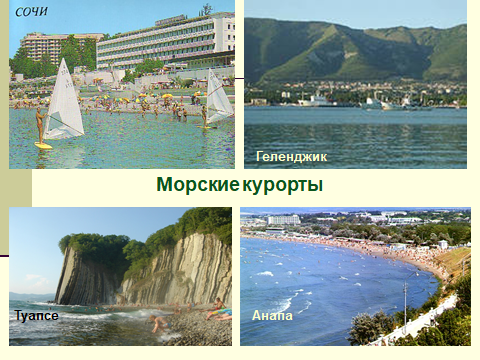 СОЧИ
Геленджик
Морские курорты
Туапсе
Анапа